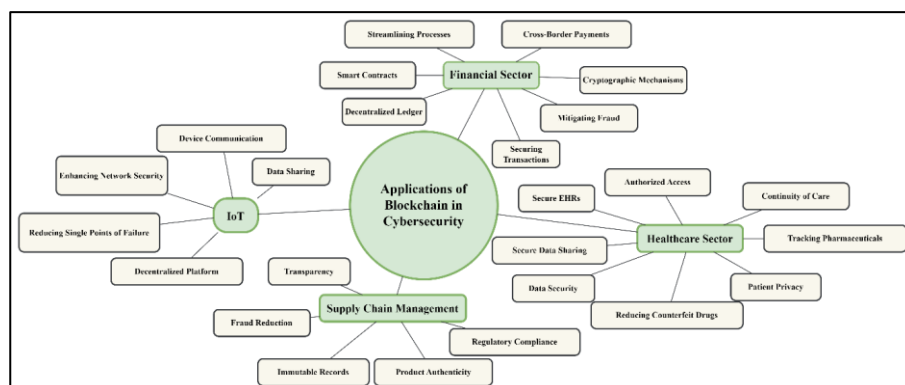 Streamlining Processes
Cross-Border Payments
Smart Contracts
Financial Sector
Cryptographic Mechanisms
Decentralized Ledger
Mitigating Fraud
Securing
Transactions
Device Communication
Enhancing Network Security
Data Sharing
IoT
Reducing Single Points of Failure
Decentralized Platform
Applications of
Blockchain in
Cybersecurity
Authorized Access
Secure EHRs
Continuity of Care
Healthcare Sector
Tracking Pharmaceuticals
Secure Data Sharing
Data Security
Patient Privacy
Reducing Counterfeit Drugs
Transparency
Supply Chain Management
Fraud Reduction
Regulatory Compliance
Immutable Records
Product Authenticity